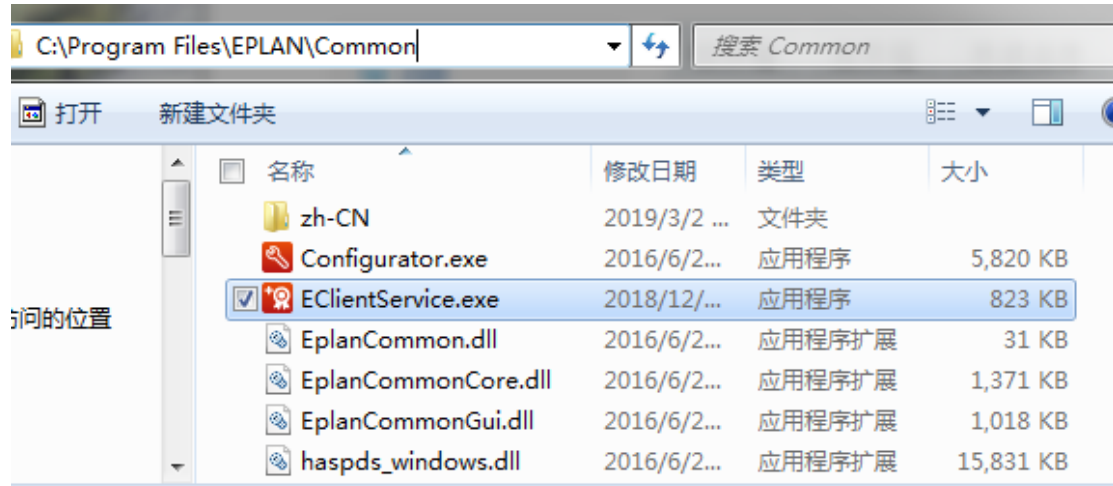 C:\Program Files\EPLAN\Common 搜索 Common
打开 新建文件夹
名称 修改日期 类型 大小
zh-CN 2019/3/2 ... 文件夹
Configurator.exe 2016/6/2... 应用程序 5,820 KB
EClientService.exe 2018/12/... 应用程序 823 KB
问的位置
EplanCommon.dll 2016/6/2... 应用程序扩展 31 KB
EplanCommonCore.dll 2016/6/2... 应用程序扩展 1,371 KB
EplanCommonGui.dll 2016/6/2... 应用程序扩展 1,018 KB
haspds_windows.dll 2016/6/2... 应用程序扩展 15,831 KB